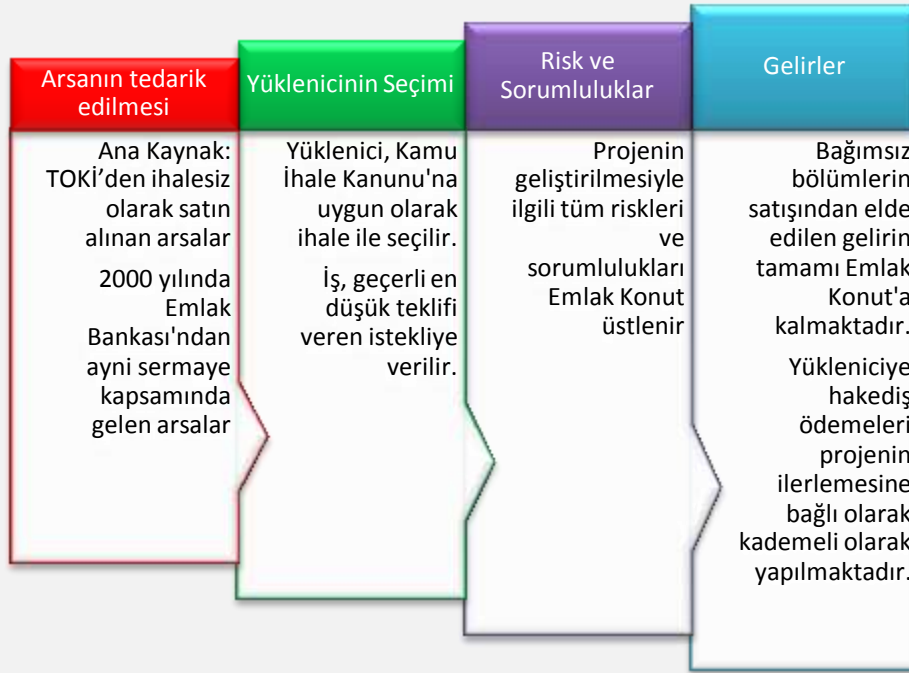 Arsanın tedarik
edilmesi
Ana Kaynak:
TOKİ'den ihalesiz
olarak satın
alınan arsalar
2000 yılında
Emlak
Bankası'ndan
ayni sermaye
kapsamında
gelen arsalar
Yüklenicinin Seçimi
Yüklenici, Kamu
İhale Kanunu'na
uygun olarak
ihale ile seçilir.
İş, geçerli en
düşük teklifi
veren istekliye
verilir.
Risk ve
Sorumluluklar
Projenin
geliştirilmesiyle
ilgili tüm riskleri
ve
sorumlulukları
Emlak Konut
üstlenir
Gelirler
Bağımsız
bölümlerin
satışından elde
edilen gelirin
tamamı Emlak
Konut'a
kalmaktadır.
Yükleniciye
hakediş
ödemeleri
projenin
ilerlemesine
bağlı olarak
kademeli olarak
yapılmaktadır.